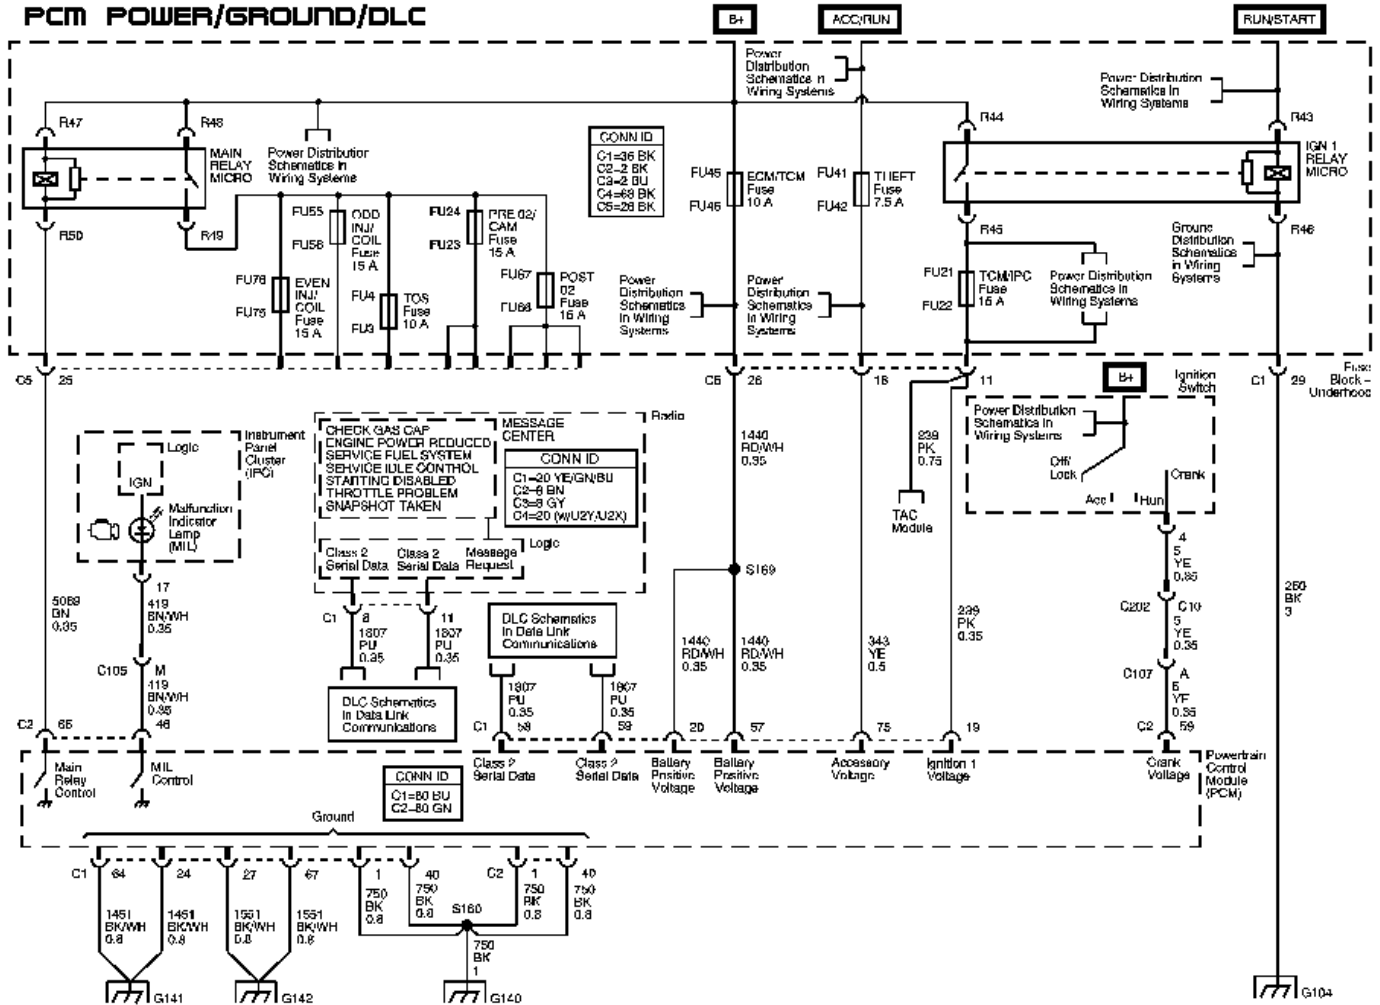 PCM POWER/GROUND/DLC
B+
ACC/RUN
RUN/START
Power
Distribution
Schematics in
Wiring Systems
Power Distribution
Schematics In
Wiring Systems
R47
R48
R44
R43
MAIN
RELAY
MICRO
Power Distribution
Schematics In
Wiring Systems
CONN ID
C1=36 BK
C2=2 BK
C3=2 BU
C4=68 BK
C5=26 BK
FU45
FU46
ECM/TCM
Fuse
10 A
FU41
FU42
THEFT
Fuse
7.5 A
IGN 1
RELAY
MICRO
R50
R49
R45
R46
FU55
FU56
ODD
INJ/
COIL
Fuse
15 A
FU24
FU23
PRE 02/
CAM
Fuse
15 A
FU76
FU75
EVEN
INJ/
COIL
Fuse
15 A
FU4
FU3
TOS
Fuse
10 A
FU67
FU66
POST
02
Fuse
15 A
Power
Distribution
Schematics
In Wiring
Systems
Power
Distribution
Schematics
In Wiring
Systems
FU21
FU22
TCM/IPC
Fuse
15 A
Power Distribution
Schematics In
Wiring Systems
Ground
Distribution
Schematics
in Wiring
Systems
C5
25
26
11
C1
29
Fuse
Block -
Underhood
B+
Ignition
Switch
Power Distribution
Schematics In
Wiring Systems
Off/
Lock
Acc
Run
Crank
Instrument
Panel
Cluster
(IPC)
Logic
IGN
Malfunction
Indicator
Lamp
(MIL)
Radio
CHECK GAS CAP
ENGINE POWER REDUCED
SERVICE FUEL SYSTEM
SERVICE IDLE CONTROL
STARTING DISABLED
THROTTLE PROBLEM
SNAPSHOT TAKEN
MESSAGE
CENTER
CONN ID
C1=20 YE/GN/BU
C2=8 BN
C3=8 GY
C4=20 (w/U2Y/U2X)
Logic
Class 2
Serial Data
Class 2
Serial Data
Message
Request
1440
RD/WH
0.35
239
PK
0.75
TAC
Module
S169
5069
BN
0.35
17
419
BN/WH
0.35
C105
M
419
BN/WH
0.35
C1
8
11
1807
PU
0.35
1807
PU
0.35
DLC Schematics
In Data Link
Communications
DLC Schematics
In Data Link
Communications
1807
PU
0.35
1807
PU
0.35
1440
RD/WH
0.35
1440
RD/WH
0.35
343
YE
0.5
239
PK
0.35
4
5
YE
0.35
C202
C10
5
YE
0.35
C107
A
5
YE
0.35
250
BK
3
C2
46
C1
58
59
20
57
75
19
C2
59
Main
Relay
Control
MIL
Control
CONN ID
C1=80 BU
C2=80 GN
Class 2
Serial Data
Class 2
Serial Data
Battery
Positive
Voltage
Battery
Positive
Voltage
Accessory
Voltage
Ignition 1
Voltage
Crank
Voltage
Powertrain
Control
Module
(PCM)
Ground
C1
64
24
27
67
1
40
C2
1
40
1451
BK/WH
0.8
1451
BK/WH
0.8
1551
BK/WH
0.8
1551
BK/WH
0.8
750
BK
0.8
750
BK
0.8
750
BK
0.8
750
BK
0.8
S160
750
BK
1
G141
G142
G140
G104